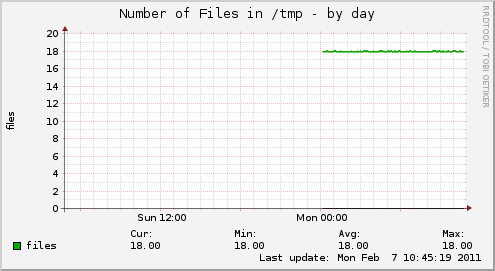 Number of Files in /tmp - by day
RRDTOOL / TOBI OETIKER
files
20
18
16
14
12
10
8
6
4
2
0
Sun 12:00 Mon 00:00
Cur: Min: Avg: Max:
files 18.00 18.00 18.00 18.00
Last update: Mon Feb 7 10:45:19 2011